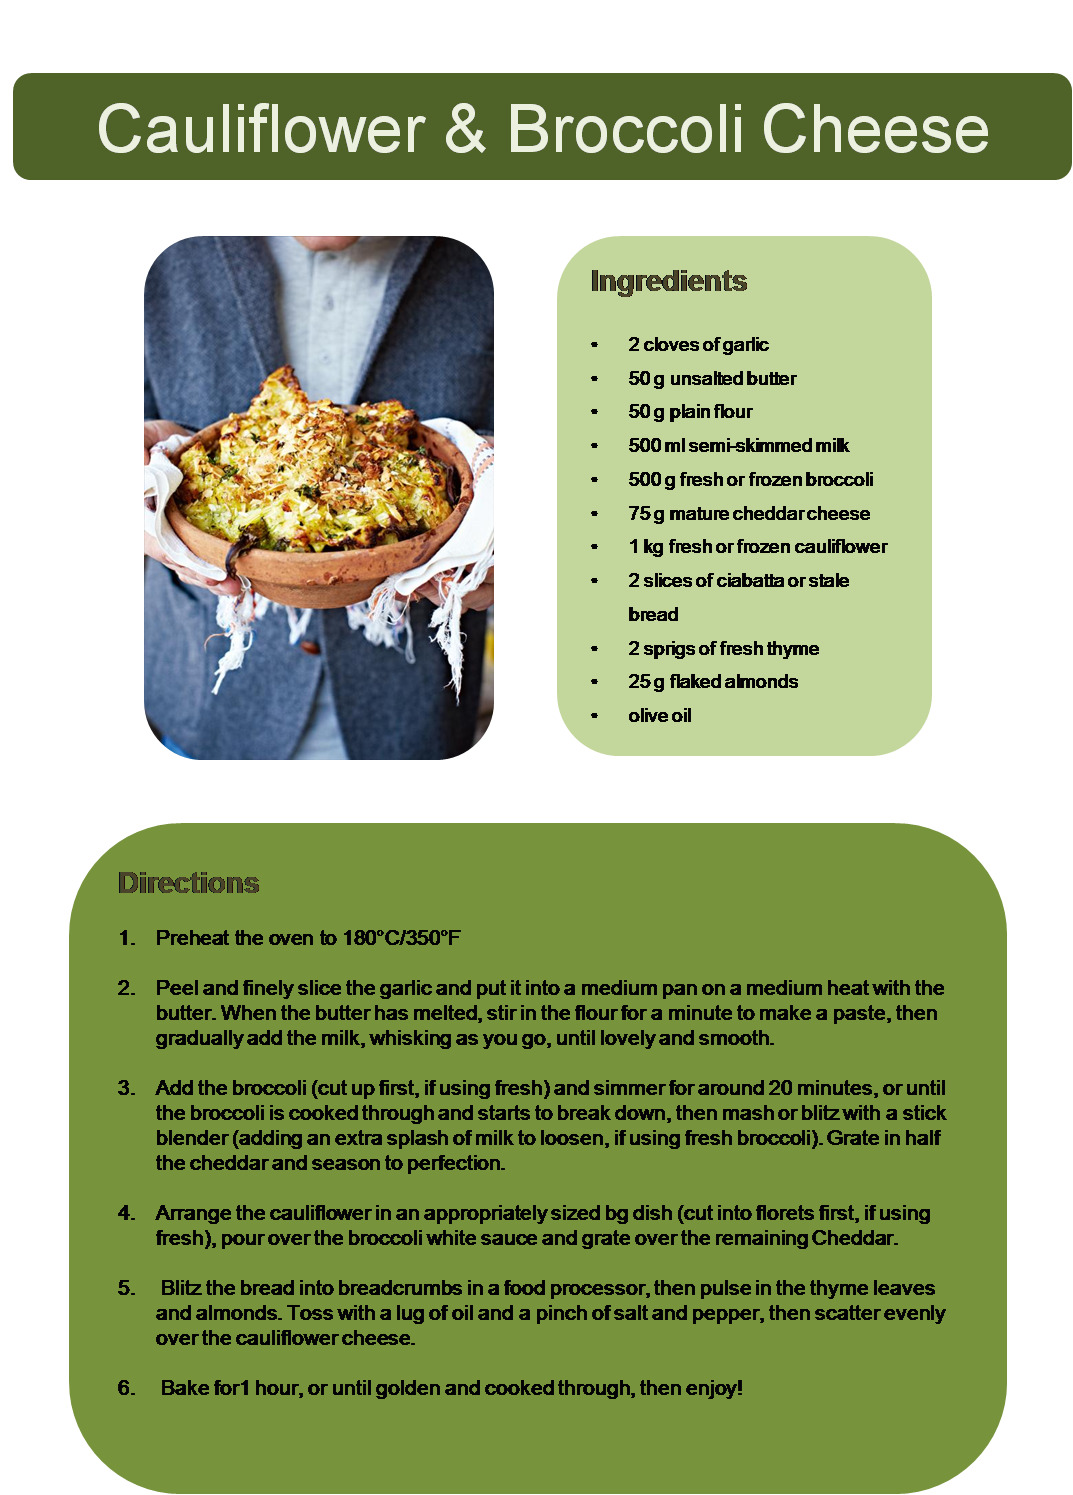 Cauliflower & Broccoli Cheese
Ingredients
• 2 cloves of garlic
• 50 g unsalted butter
• 50 g plain flour
• 500 ml semi-skimmed milk
• 500 g fresh or frozen broccoli
• 75 g mature cheddar cheese
• 1 kg fresh or frozen cauliflower
• 2 slices of ciabatta or stale
bread
• 2 sprigs of fresh thyme
• 25 g flaked almonds
• olive oil
Directions
1. Preheat the oven to 180°C/350°F
2. Peel and finely slice the garlic and put it into a medium pan on a medium heat with the
butter. When the butter has melted, stir in the flour for a minute to make a paste, then
gradually add the milk, whisking as you go, until lovely and smooth.
3. Add the broccoli (cut up first, if using fresh) and simmer for around 20 minutes, or until
the broccoli is cooked through and starts to break down, then mash or blitz with a stick
blender (adding an extra splash of milk to loosen, if using fresh broccoli). Grate in half
the cheddar and season to perfection.
4. Arrange the cauliflower in an appropriately sized bg dish (cut into florets first, if using
fresh), pour over the broccoli white sauce and grate over the remaining Cheddar.
5. Blitz the bread into breadcrumbs in a food processor, then pulse in the thyme leaves
and almonds. Toss with a lug of oil and a pinch of salt and pepper, then scatter evenly
over the cauliflower cheese.
6. Bake for1 hour, or until golden and cooked through, then enjoy!